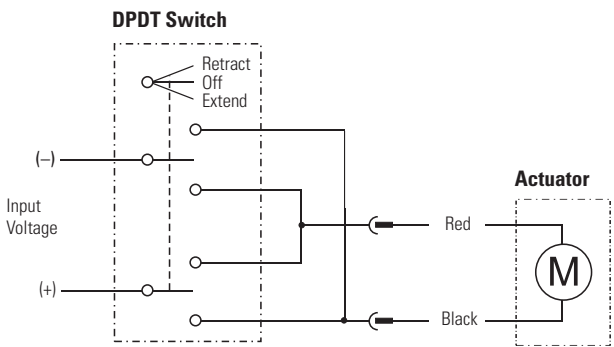 DPDT Switch
Retract
Off
Extend
(–)
Input
Voltage
(+)
Actuator
Red
M
Black